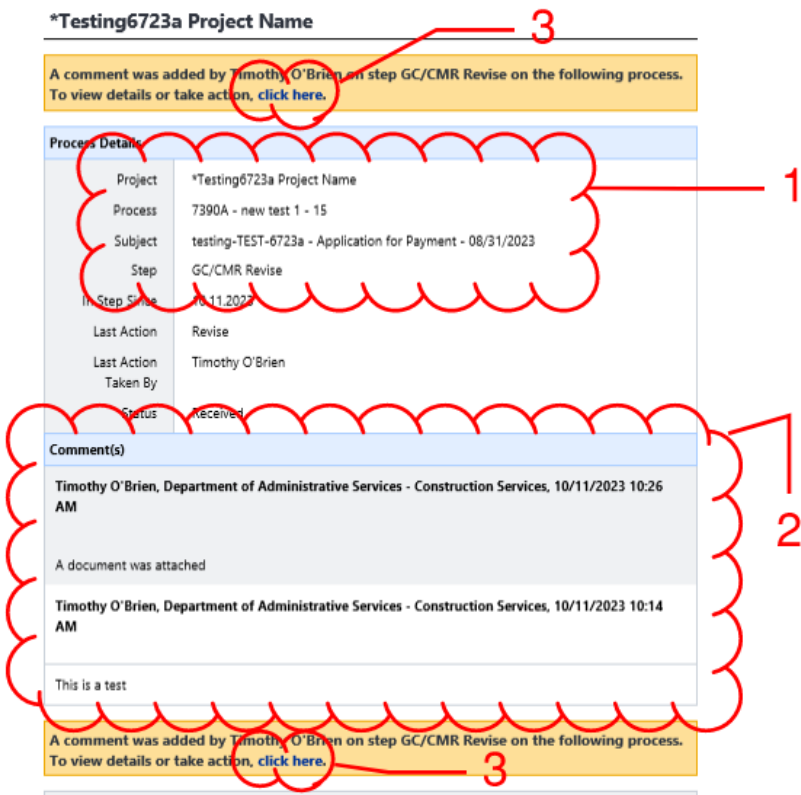 *Testing6723a Project Name
3
A comment was added by Timothy O'Brien on step GC/CMR Revise on the following process.
To view details or take action, click here.
Process Details
Project *Testing6723a Project Name
1
Process 7390A - new test 1 - 15
Subject testing-TEST-6723a - Application for Payment - 08/31/2023
Step GC/CMR Revise
In Step Since 10.11.2023
Last Action Revise
Last Action Timothy O'Brien
Taken By
Status Received
Comment(s)
Timothy O'Brien, Department of Administrative Services - Construction Services, 10/11/2023 10:26
AM
2
A document was attached
Timothy O'Brien, Department of Administrative Services - Construction Services, 10/11/2023 10:14
AM
This is a test
A comment was added by Timothy O'Brien on step GC/CMR Revise on the following process.
To view details or take action, click here.
3